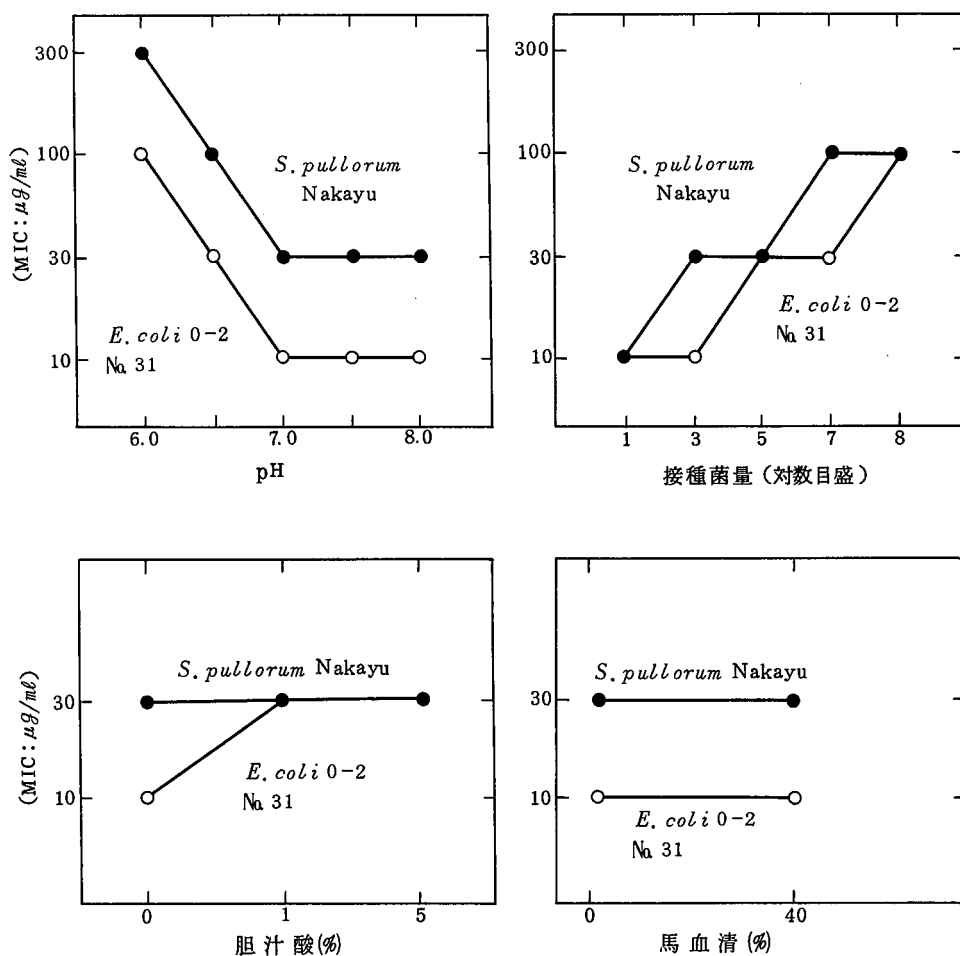 300
100
30
10
(MIC: μg/ml)
S. pullorum
Nakayu
E. coli 0-2
No. 31
6.0 7.0 8.0
pH
300
100
30
10
S. pullorum
Nakayu
E. coli 0-2
No. 31
1 3 5 7 8
接種菌量(対数目盛)
30
10
(MIC: μg/ml)
S. pullorum Nakayu
E. coli 0-2
No. 31
0 1 5
胆汁酸(%)
30
10
S. pullorum Nakayu
E. coli 0-2
No. 31
0 40
馬血清(%)